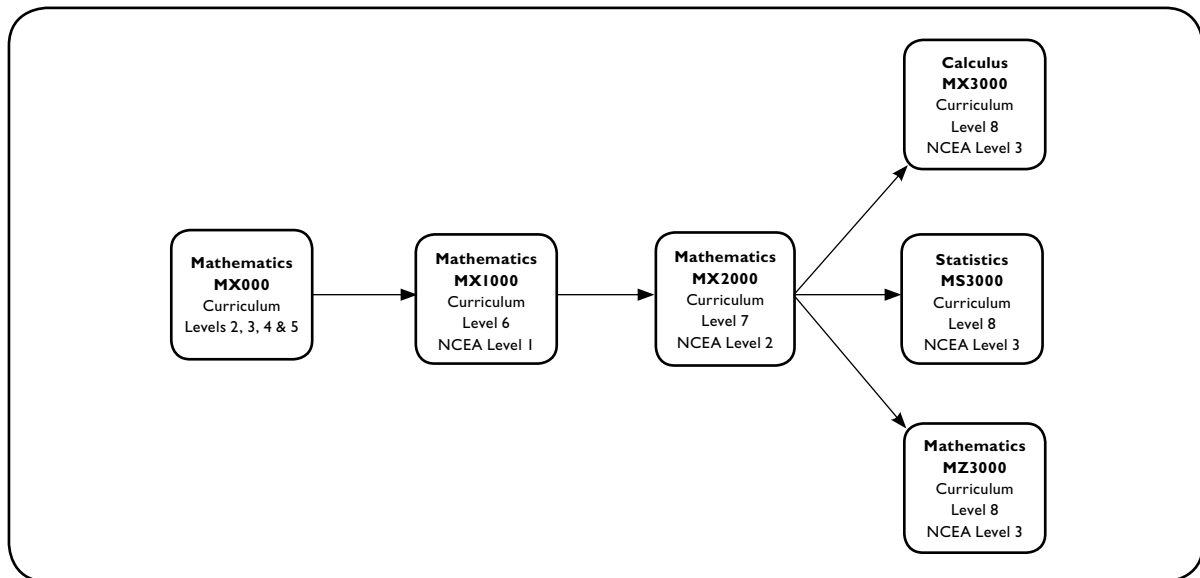 Mathematics
MX000
Curriculum
Levels 2, 3, 4 & 5
Mathematics
MX1000
Curriculum
Level 6
NCEA Level 1
Mathematics
MX2000
Curriculum
Level 7
NCEA Level 2
Calculus
MX3000
Curriculum
Level 8
NCEA Level 3
Statistics
MS3000
Curriculum
Level 8
NCEA Level 3
Mathematics
MZ3000
Curriculum
Level 8
NCEA Level 3